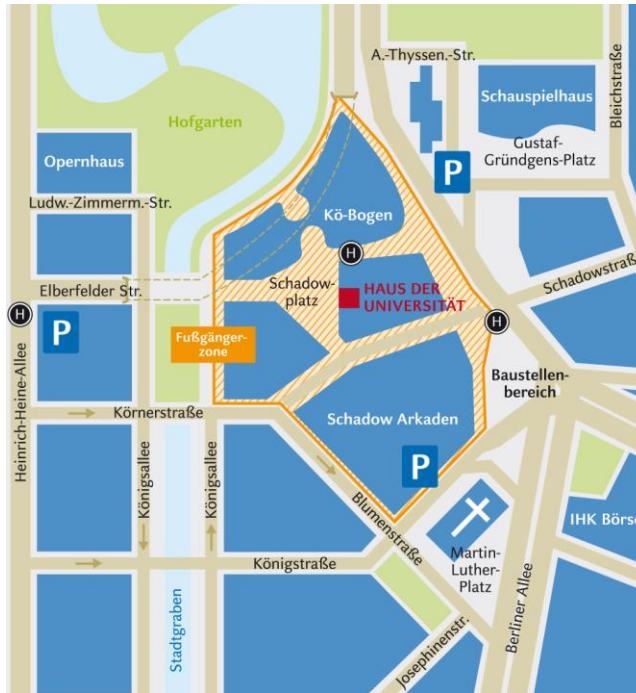 A.-Thyssen.-Str.
Bleichstraße
Schauspielhaus
Hofgarten
Gustaf-
Gründgens-Platz
Opernhaus
P
Ludw.-Zimmerm.-Str.
Kö-Bogen
H
Schadowstraß
Elberfelder Str.
Schadow-
platz
HAUS DER
UNIVERSITÄT
H
H
P
Fußgänger-
zone
Baustellen-
bereich
Heinrich-Heine-Allee
Körnerstraße
Schadow Arkaden
P
Königsallee
Königsallee
Blumenstraße
IHK Börse
Königstraße
Martin-
Luther-
Platz
Stadtgraben
Berliner Allee
Josephinenstr.